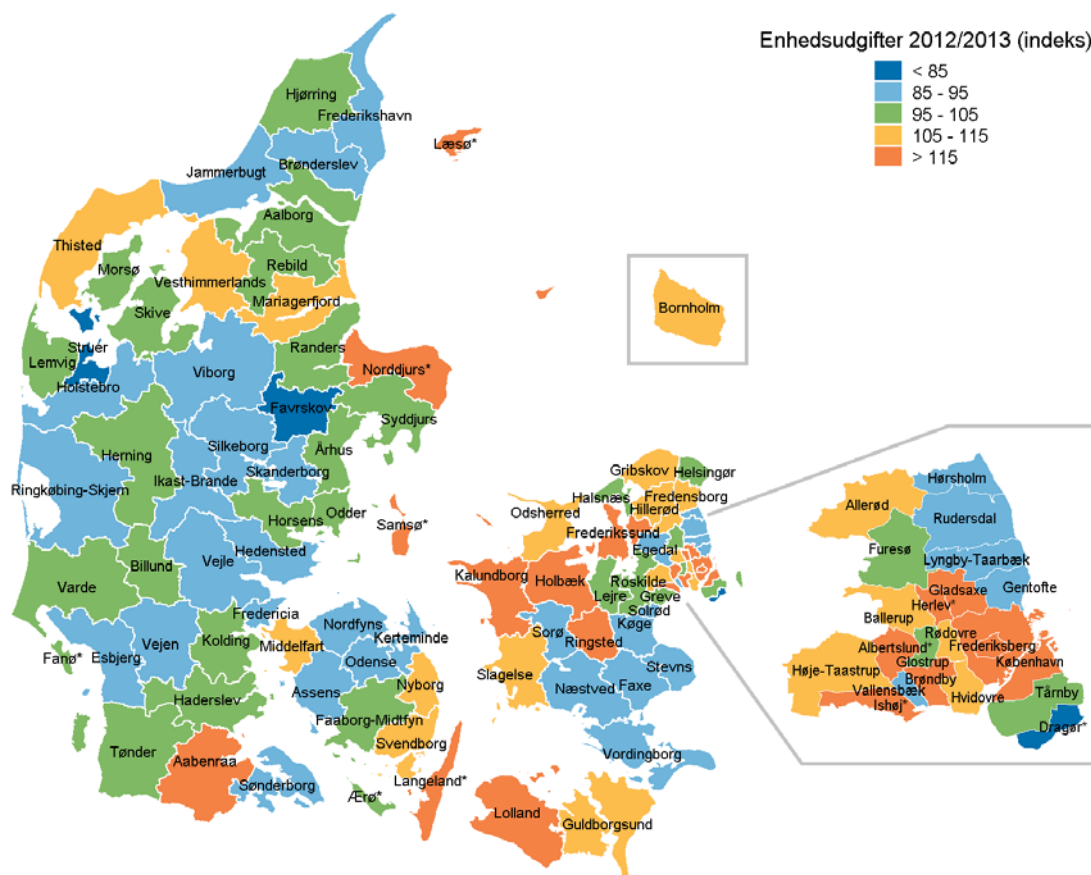 Enhedsudgifter 2012/2013 (indeks)
< 85
85 - 95
95 - 105
105 - 115
> 115
Hjørring
Frederikshavn
Læsø*
Brønderslev
Jammerbugt
Aalborg
Thisted
Rebild
Morsø
Vesthimmerlands
Mariagerfjord
Skive
Bornholm
Struer
Randers
Lemvig
Viborg
Norddjurs*
Holstebro
Favrskov
Syddjurs
Silkeborg
Århus
Herning
Skanderborg
Ikast-Brande
Ringkøbing-Skjern
Odder
Horsens
Samsø*
Hedensted
Vejle
Billund
Varde
Fredericia
Vejen
Kolding
Esbjerg
Fanø*
Middelfart
Nordfyns
Kerteminde
Odense
Assens
Nyborg
Haderslev
Faaborg-Midtfyn
Svendborg
Tønder
Aabenraa
Sønderborg
Ærø*
Langeland*
Gribskov
Helsingør
Halsnæs
Fredensborg
Hillerød
Odsherred
Frederikssund
Egedal
Kalundborg
Holbæk
Roskilde
Lejre
Greve
Solrød
Køge
Sorø
Ringsted
Stevns
Slagelse
Næstved
Faxe
Vordingborg
Lolland
Guldborgsund
Hørsholm
Allerød
Rudersdal
Furesø
Lyngby-Taarbæk
Gentofte
Gladsaxe
Herlev*
Ballerup
Rødovre
Albertslund*
Frederiksberg
Glostrup
København
Høje-Taastrup
Brøndby
Vallensbæk
Ishøj*
Hvidovre
Tårnby
Dragør*